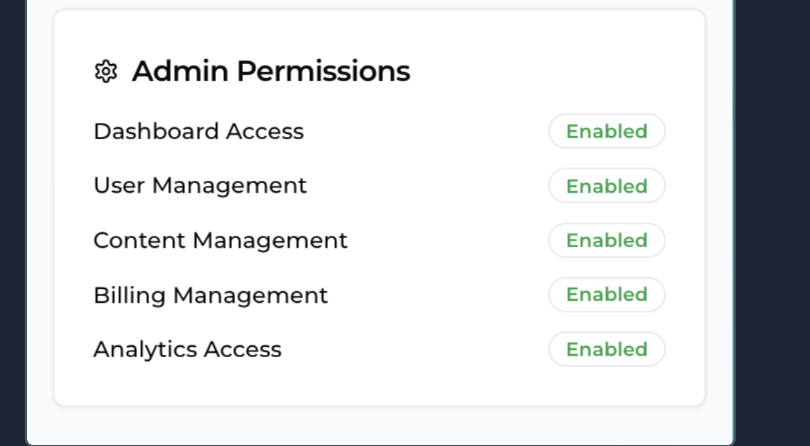 Admin Permissions
Dashboard Access Enabled
User Management Enabled
Content Management Enabled
Billing Management Enabled
Analytics Access Enabled